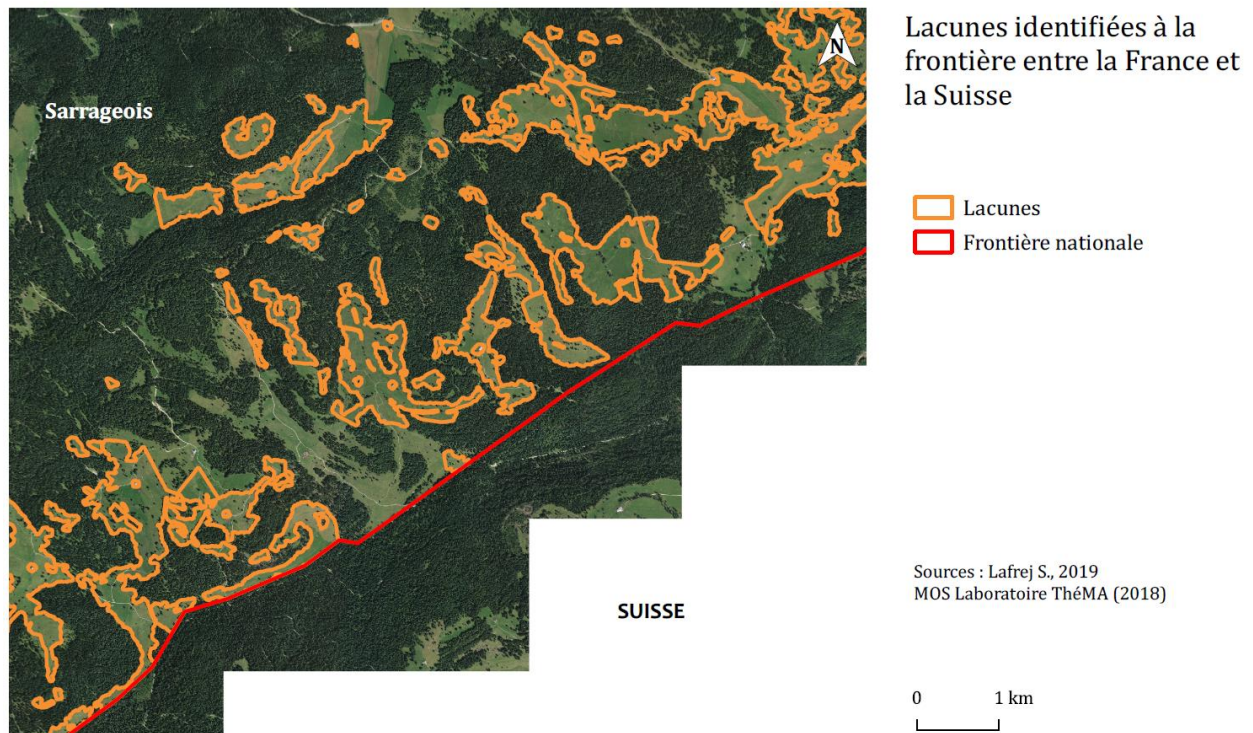 Lacunes identifiées à la
frontière entre la France et
la Suisse
N
Sarrageois
Lacunes
Frontière nationale
SUISSE
Sources : Lafrej S., 2019
MOS Laboratoire ThéMA (2018)
0 1 km